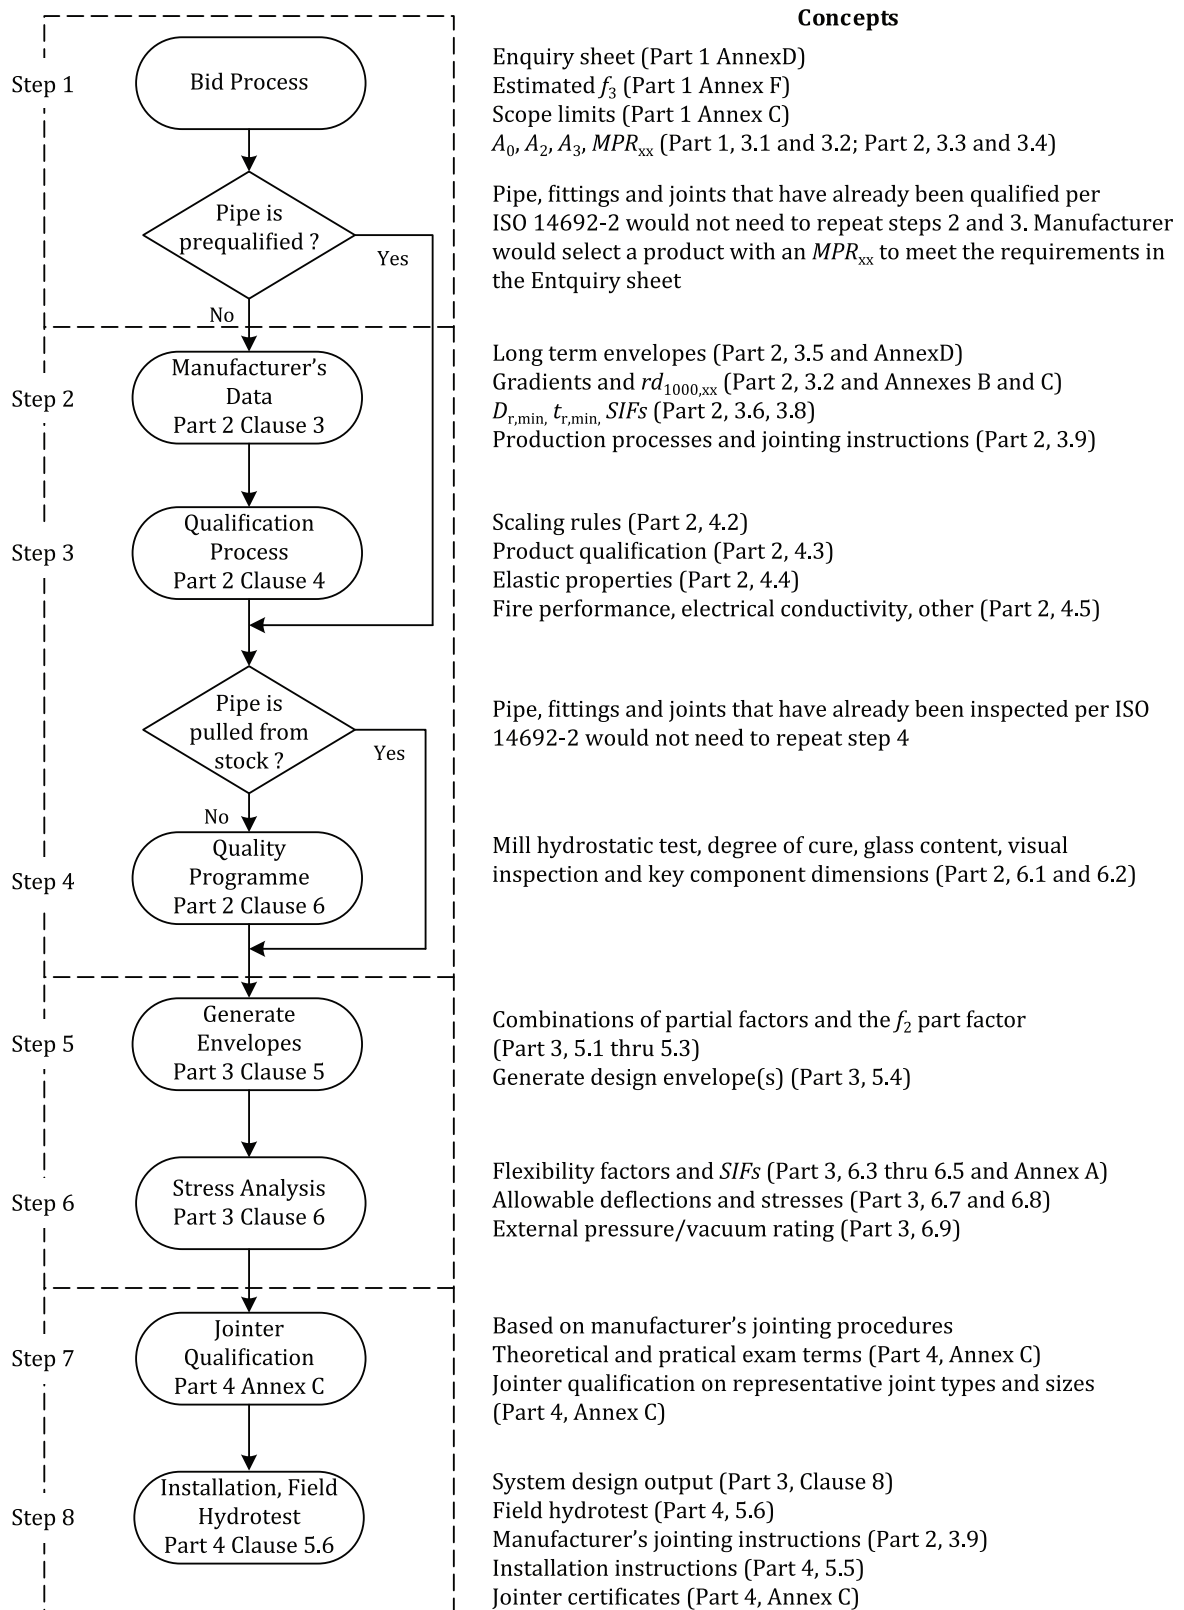 Concepts
Step 1
Bid Process
Enquiry sheet (Part 1 AnnexD)
Estimated f3 (Part 1 Annex F)
Scope limits (Part 1 Annex C)
A0, A2, A3, MPRxx (Part 1, 3.1 and 3.2; Part 2, 3.3 and 3.4)
Pipe is
prequalified ?
Yes
No
Pipe, fittings and joints that have already been qualified per
ISO 14692-2 would not need to repeat steps 2 and 3. Manufacturer
would select a product with an MPRxx to meet the requirements in
the Entquiry sheet
Step 2
Manufacturer's
Data
Part 2 Clause 3
Long term envelopes (Part 2, 3.5 and AnnexD)
Gradients and rd1000,xx (Part 2, 3.2 and Annexes B and C)
Dr,min, tr,min, SIFs (Part 2, 3.6, 3.8)
Production processes and jointing instructions (Part 2, 3.9)
Step 3
Qualification
Process
Part 2 Clause 4
Scaling rules (Part 2, 4.2)
Product qualification (Part 2, 4.3)
Elastic properties (Part 2, 4.4)
Fire performance, electrical conductivity, other (Part 2, 4.5)
Pipe is
pulled from
stock ?
Yes
No
Pipe, fittings and joints that have already been inspected per ISO
14692-2 would not need to repeat step 4
Step 4
Quality
Programme
Part 2 Clause 6
Mill hydrostatic test, degree of cure, glass content, visual
inspection and key component dimensions (Part 2, 6.1 and 6.2)
Step 5
Generate
Envelopes
Part 3 Clause 5
Combinations of partial factors and the f2 part factor
(Part 3, 5.1 thru 5.3)
Generate design envelope(s) (Part 3, 5.4)
Step 6
Stress Analysis
Part 3 Clause 6
Flexibility factors and SIFs (Part 3, 6.3 thru 6.5 and Annex A)
Allowable deflections and stresses (Part 3, 6.7 and 6.8)
External pressure/vacuum rating (Part 3, 6.9)
Step 7
Jointer
Qualification
Part 4 Annex C
Based on manufacturer's jointing procedures
Theoretical and pratical exam terms (Part 4, Annex C)
Jointer qualification on representative joint types and sizes
(Part 4, Annex C)
Step 8
Installation, Field
Hydrotest
Part 4 Clause 5.6
System design output (Part 3, Clause 8)
Field hydrotest (Part 4, 5.6)
Manufacturer's jointing instructions (Part 2, 3.9)
Installation instructions (Part 4, 5.5)
Jointer certificates (Part 4, Annex C)